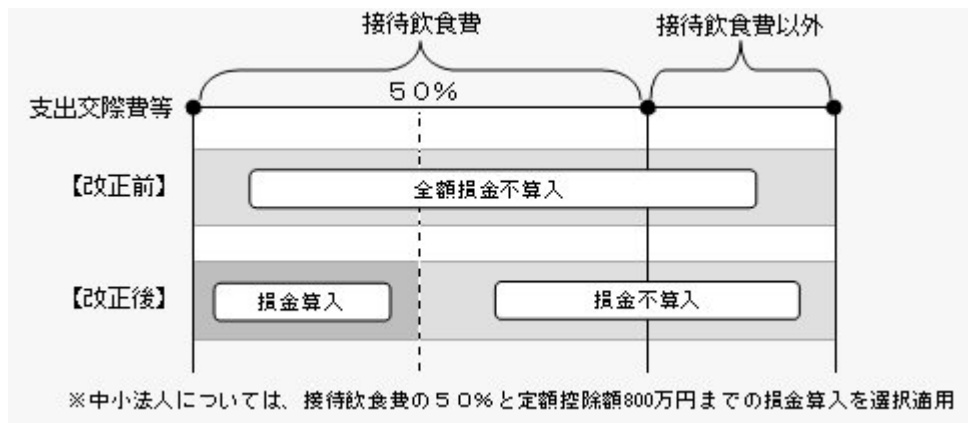 接待飲食費 接待飲食費以外
50%
支出交際費等
【改正前】 全額損金不算入
【改正後】 損金算入 損金不算入
※中小法人については、接待飲食費の50%と定額控除額800万円までの損金算入を選択適用